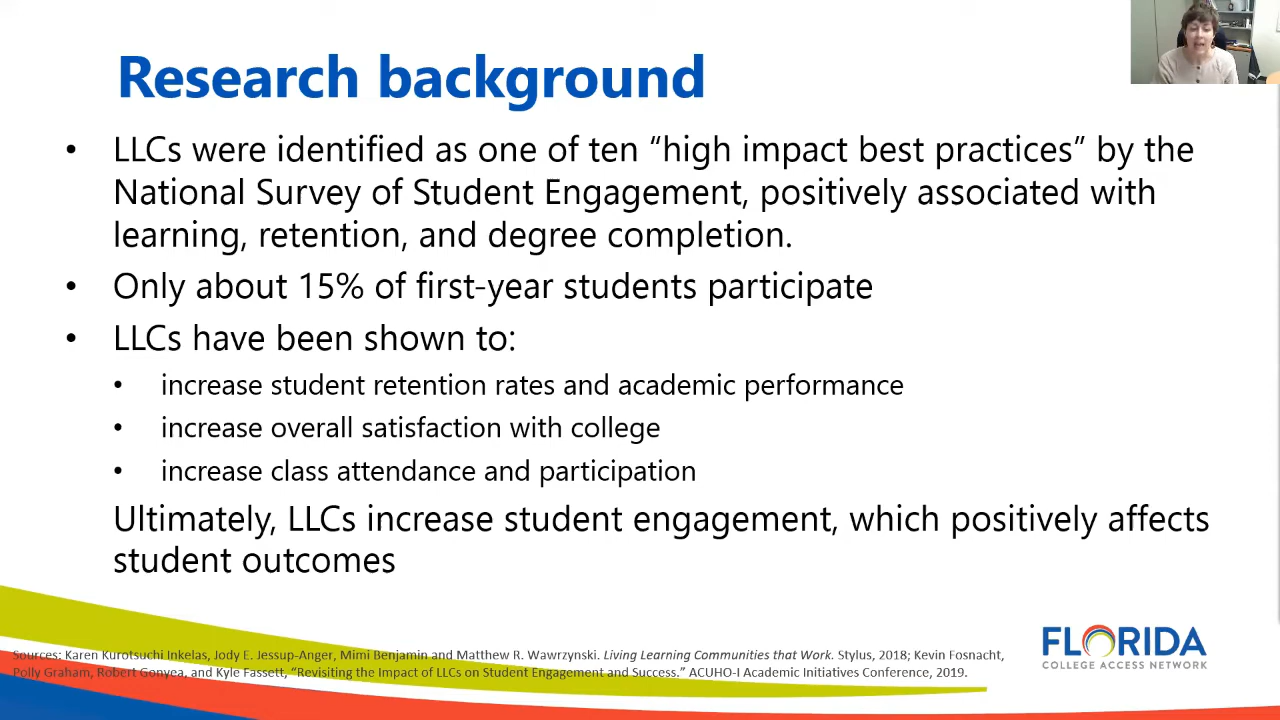 Research background
• LLCs were identified as one of ten “high impact best practices” by the
National Survey of Student Engagement, positively associated with
learning, retention, and degree completion.
• Only about 15% of first-year students participate
• LLCs have been shown to:
• increase student retention rates and academic performance
• increase overall satisfaction with college
• increase class attendance and participation
Ultimately, LLCs increase student engagement, which positively affects
student outcomes
Sources: Karen Kurotsuchi Inkelas, Jody E. Jessup-Anger, Mimi Benjamin and Matthew R. Wawrzynski. Living Learning Communities that Work. Stylus, 2018; Kevin Fosnacht,
Polly Graham, Robert Gonyea, and Kyle Fassett, “Revisiting the Impact of LLCs on Student Engagement and Success.” ACUHO-I Academic Initiatives Conference, 2019.
FLORIDA
COLLEGE ACCESS NETWORK